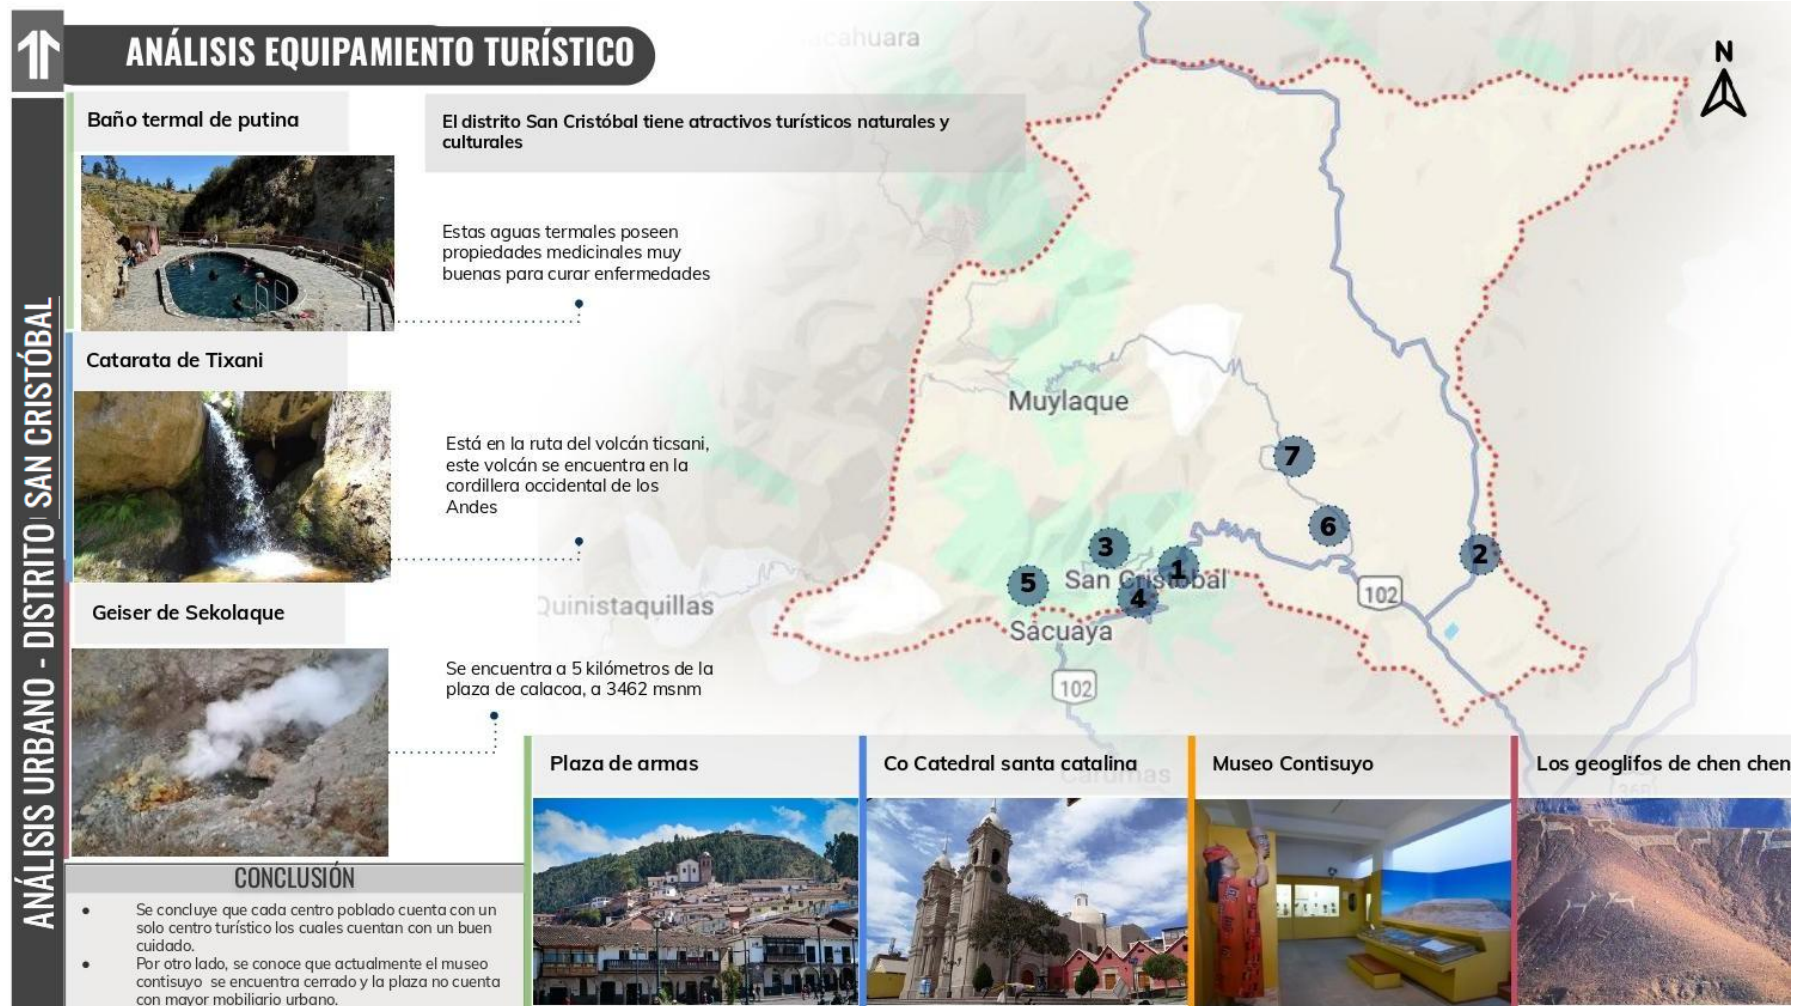 ANÁLISIS EQUIPAMIENTO TURÍSTICO
ANÁLISIS URBANO - DISTRITO SAN CRISTÓBAL
Baño termal de putina
El distrito San Cristóbal tiene atractivos turísticos naturales y
culturales
Estas aguas termales poseen
propiedades medicinales muy
buenas para curar enfermedades
Catarata de Tixani
Está en la ruta del volcán ticsani,
este volcán se encuentra en la
cordillera occidental de los
Andes
Geiser de Sekolaque
Se encuentra a 5 kilómetros de la
plaza de calacoa, a 3462 msnm
N
acahuara
Muylaque
7
6
2
3
1
San Cristóbal
5
4
102
Quinistaquillas
Sacuaya
102
Carumas
36B
Plaza de armas
Co Catedral santa catalina
Museo Contisuyo
Los geoglifos de chen chen
CONCLUSIÓN
● Se concluye que cada centro poblado cuenta con un
solo centro turístico los cuales cuentan con un buen
cuidado.
● Por otro lado, se conoce que actualmente el museo
contisuyo se encuentra cerrado y la plaza no cuenta
con mayor mobiliario urbano.